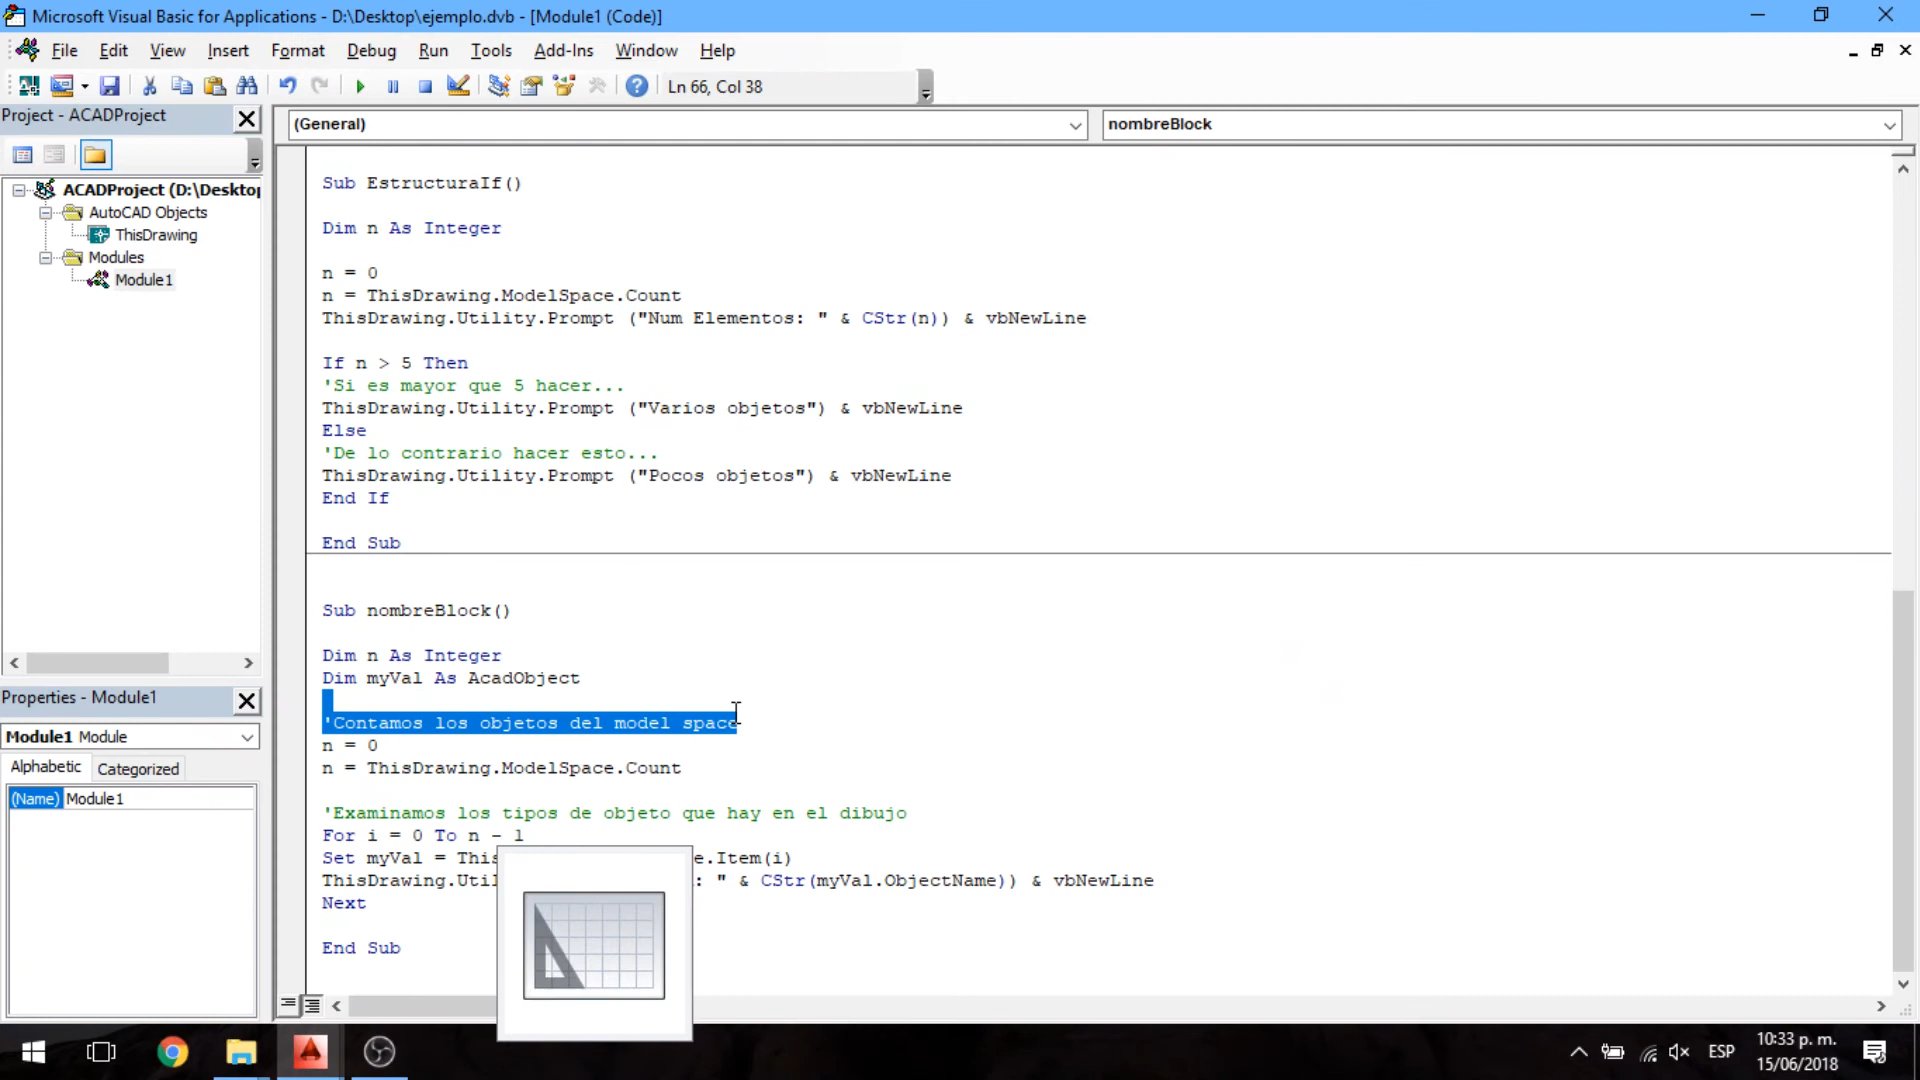 Microsoft Visual Basic for Applications - D:\Desktop\ejemplo.dvb - [Module1 (Code)]
File Edit View Insert Format Debug Run Tools Add-Ins Window Help
Ln 66, Col 38
Project - ACADProject
(General)
nombreBlock
ACADProject (D:\Desktop
AutoCAD Objects
ThisDrawing
Modules
Module1
Properties - Module1
Module1 Module
Alphabetic Categorized
(Name) Module1
Sub EstructuraIf()
Dim n As Integer
n = 0
n = ThisDrawing.ModelSpace.Count
ThisDrawing.Utility.Prompt ("Num Elementos: " & CStr(n)) & vbNewLine
If n > 5 Then
'Si es mayor que 5 hacer...
ThisDrawing.Utility.Prompt ("Varios objetos") & vbNewLine
Else
'De lo contrario hacer esto...
ThisDrawing.Utility.Prompt ("Pocos objetos") & vbNewLine
End If
End Sub
Sub nombreBlock()
Dim n As Integer
Dim myVal As AcadObject
'Contamos los objetos del model space
n = 0
n = ThisDrawing.ModelSpace.Count
'Examinamos los tipos de objeto que hay en el dibujo
For i = 0 To n - 1
Set myVal = This e.Item(i)
ThisDrawing.Util : " & CStr(myVal.ObjectName)) & vbNewLine
Next
End Sub
ESP
10:33 p. m.
15/06/2018